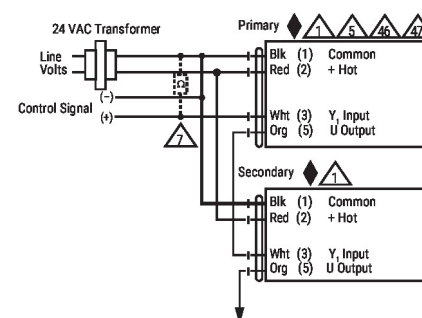 24 VAC Transformer
Primary 1 5 46 47
Line
Volts
Blk (1) Common
Red (2) + Hot
Ω
(–)
Control Signal
(+)
Wht (3) Y1 Input
Org (5) U Output
7
Secondary 1
Blk (1) Common
Red (2) + Hot
Wht (3) Y1 Input
Org (5) U Output